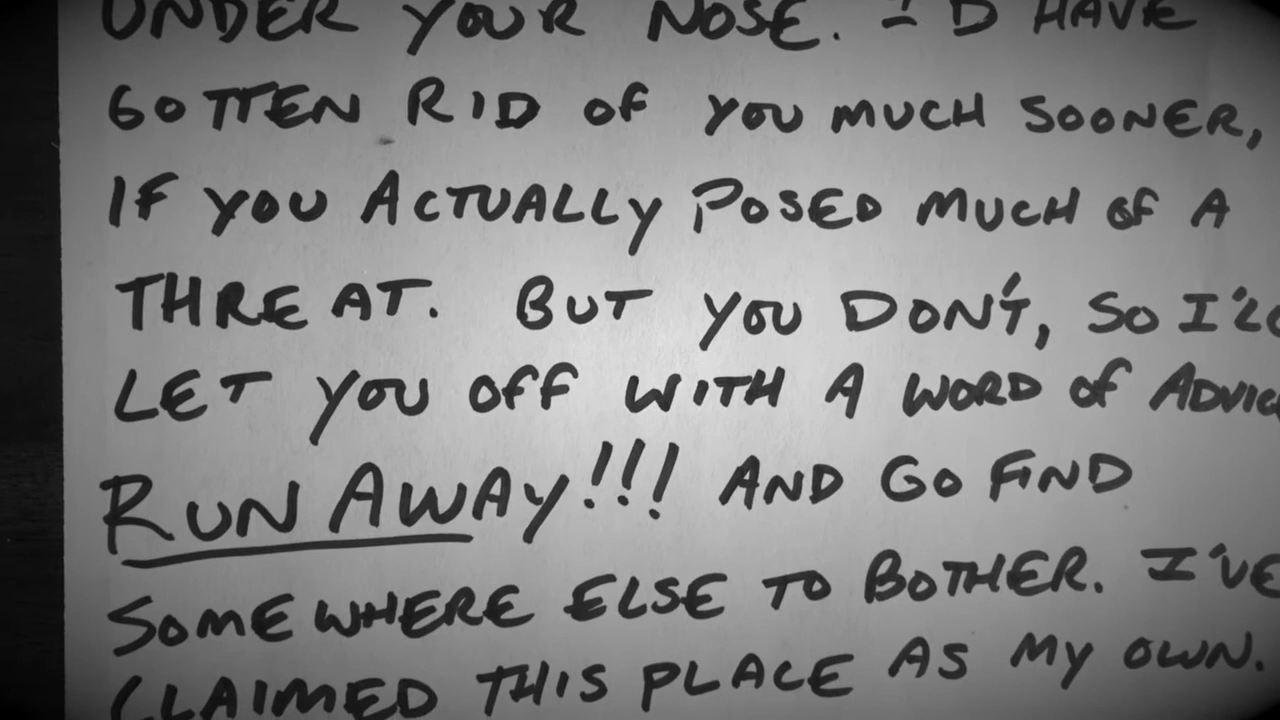 UNDER YOUR NOSE. I'D HAVE
GOTTEN RID OF YOU MUCH SOONER,
IF YOU ACTUALLY POSED MUCH OF A
THREAT. BUT YOU DON'T, SO I'LL
LET YOU OFF WITH A WORD OF ADVIC
RUN AWAY!!! AND GO FIND
SOMEWHERE ELSE TO BOTHER. I'VE
CLAIMED THIS PLACE AS MY OWN.